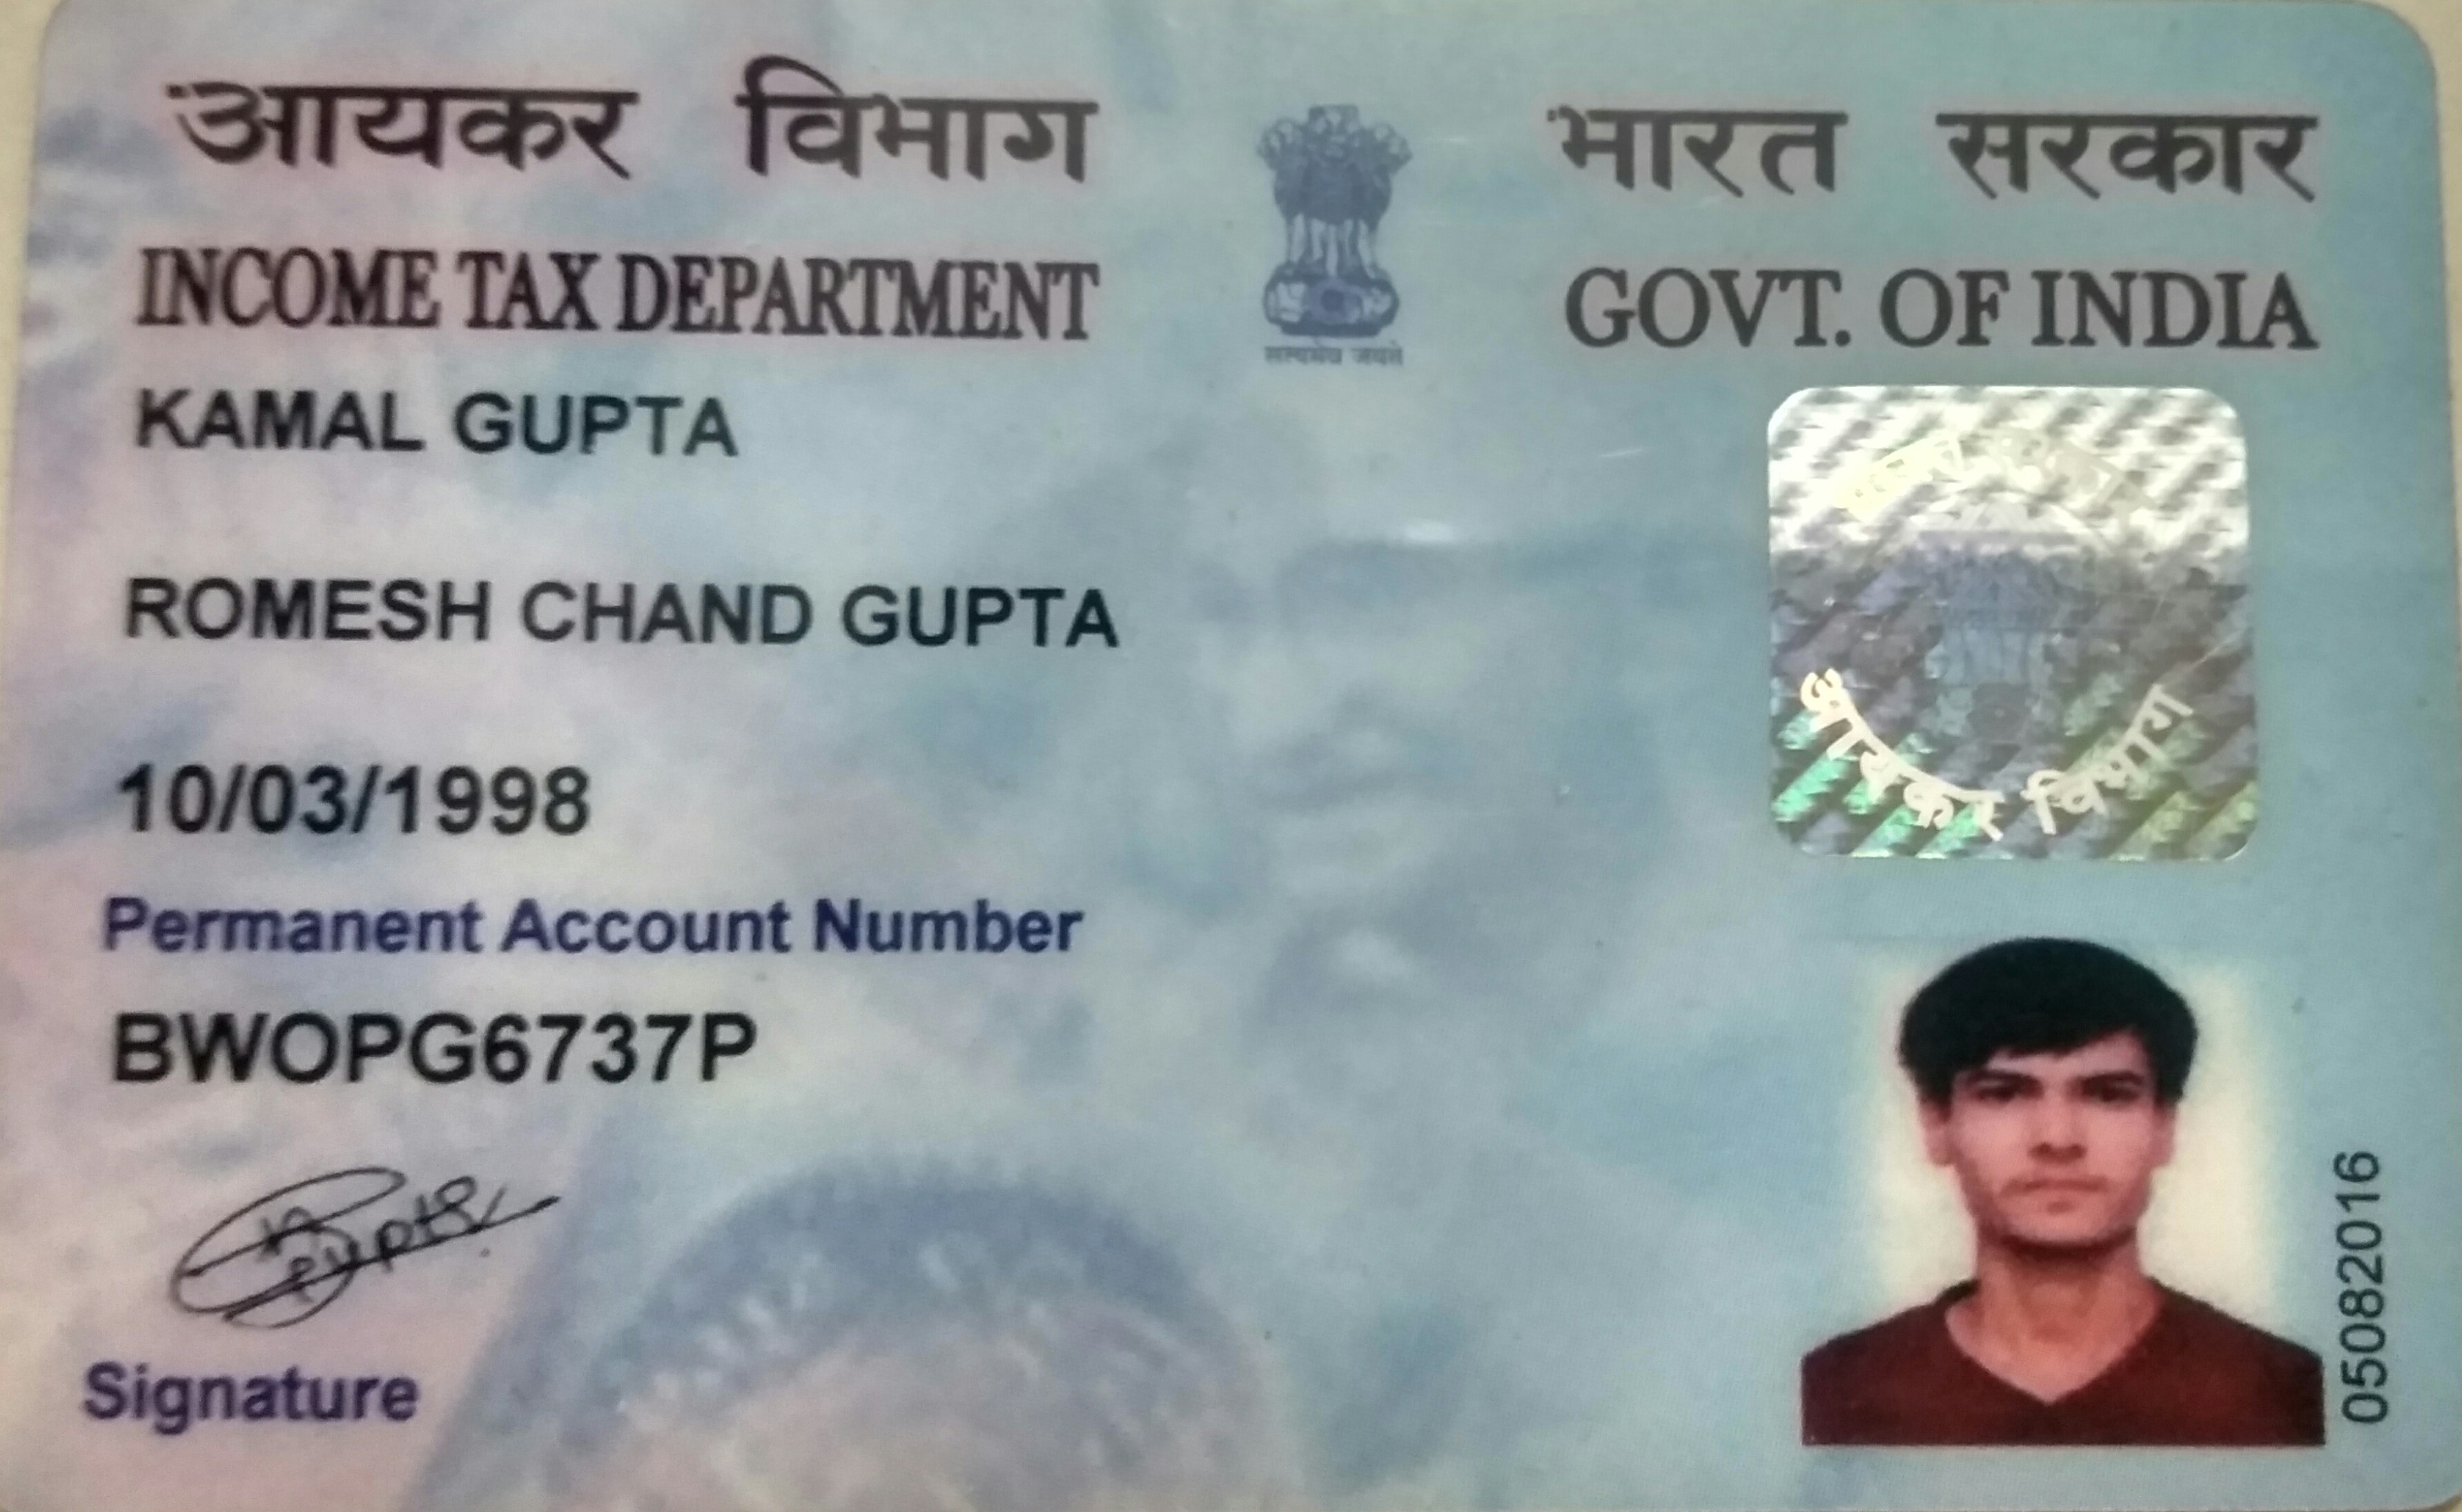 आयकर विभाग
भारत सरकार
INCOME TAX DEPARTMENT
GOVT. OF INDIA
सत्यमेव जयते
KAMAL GUPTA
ROMESH CHAND GUPTA
10/03/1998
Permanent Account Number
BWOPG6737P
Gupta
Signature
आयकर विभाग
05082016